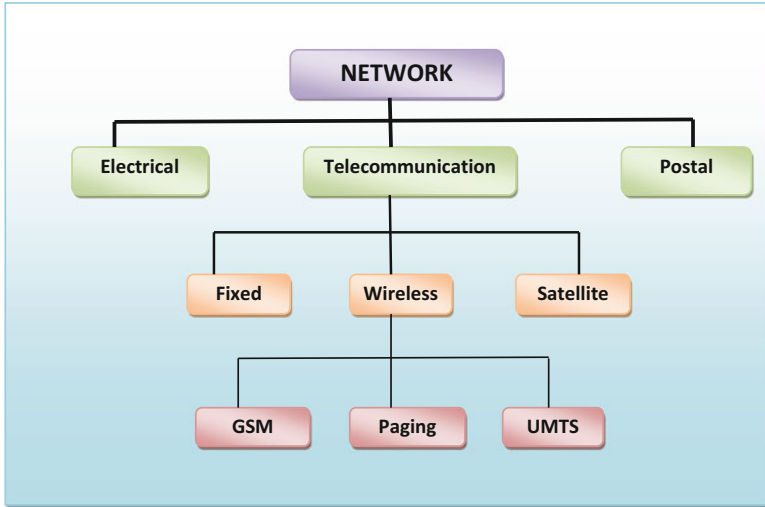 NETWORK
Electrical
Telecommunication
Postal
Fixed
Wireless
Satellite
GSM
Paging
UMTS